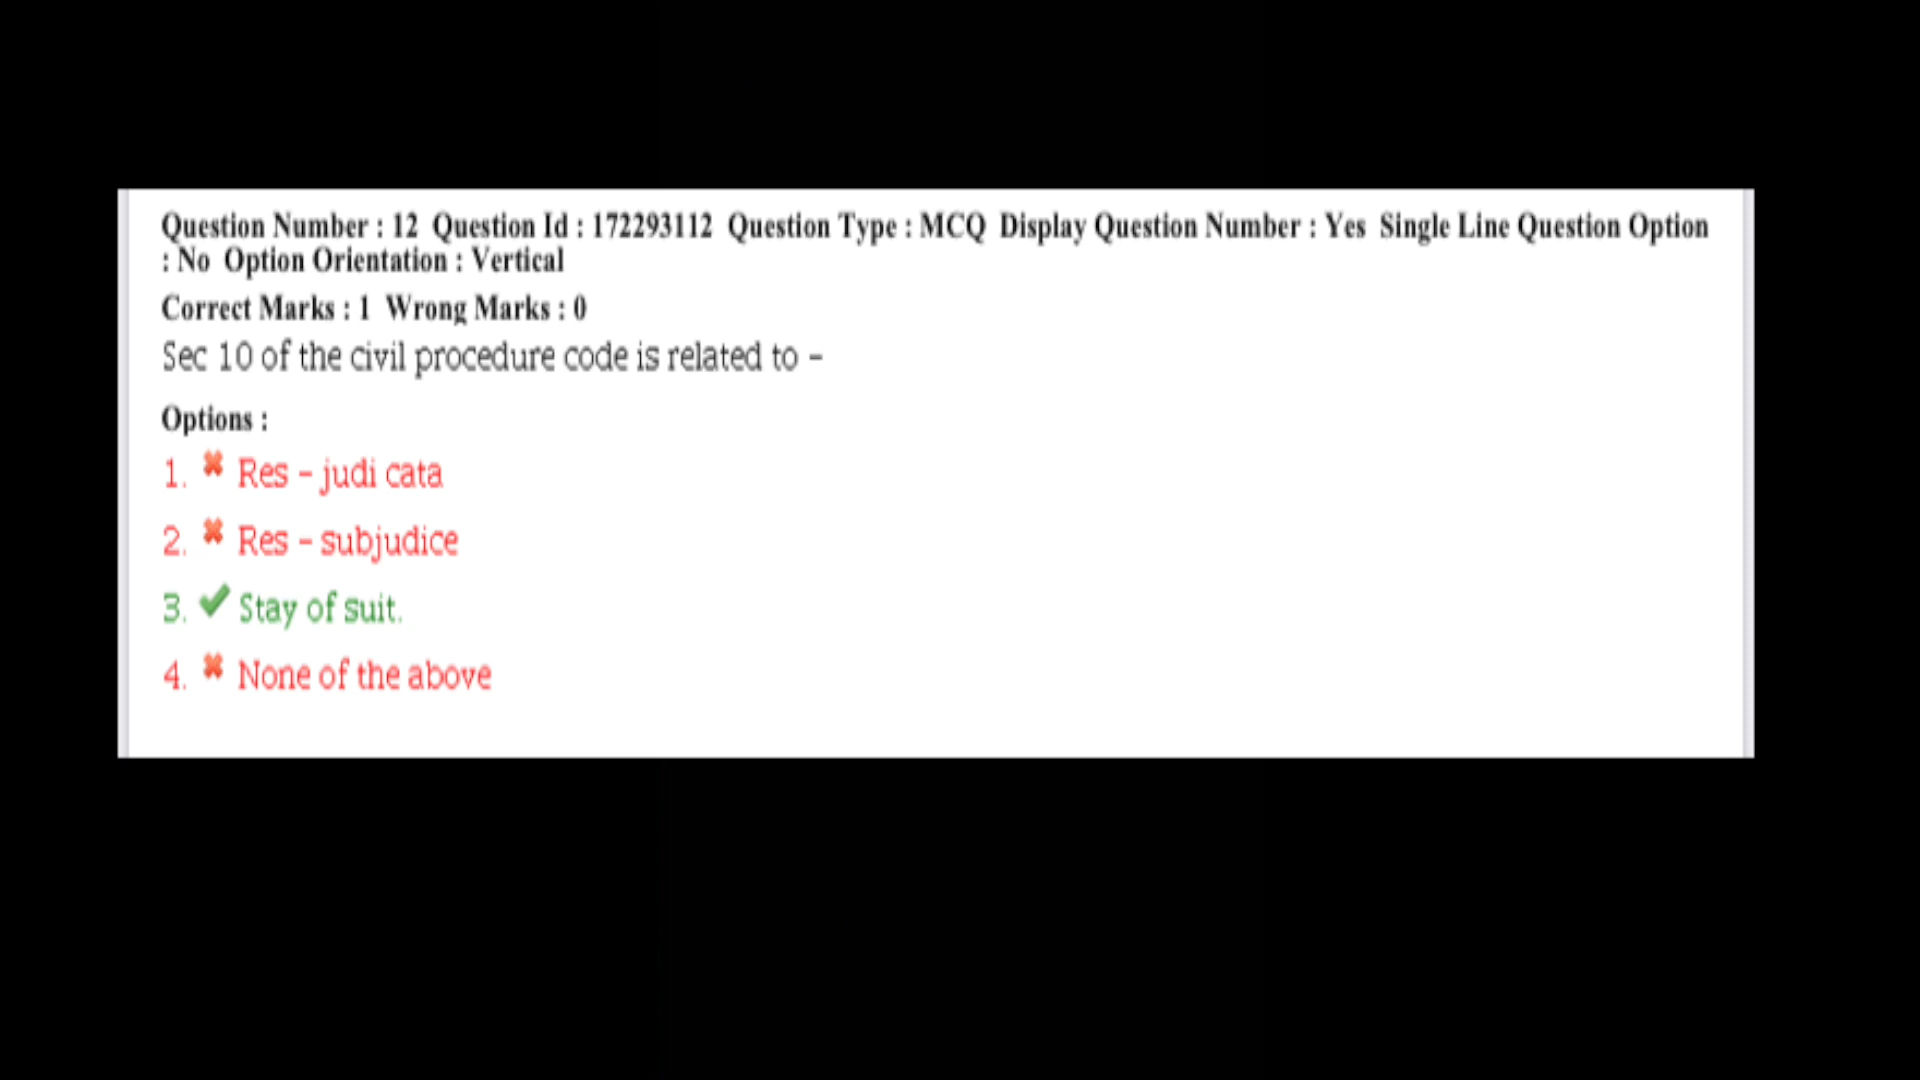 Question Number : 12 Question Id : 172293112 Question Type : MCQ Display Question Number : Yes Single Line Question Option
: No Option Orientation : Vertical
Correct Marks : 1 Wrong Marks : 0
Sec 10 of the civil procedure code is related to –
Options :
1. ✖ Res – judi cata
2. ✖ Res – subjudice
3. ✔ Stay of suit.
4. ✖ None of the above